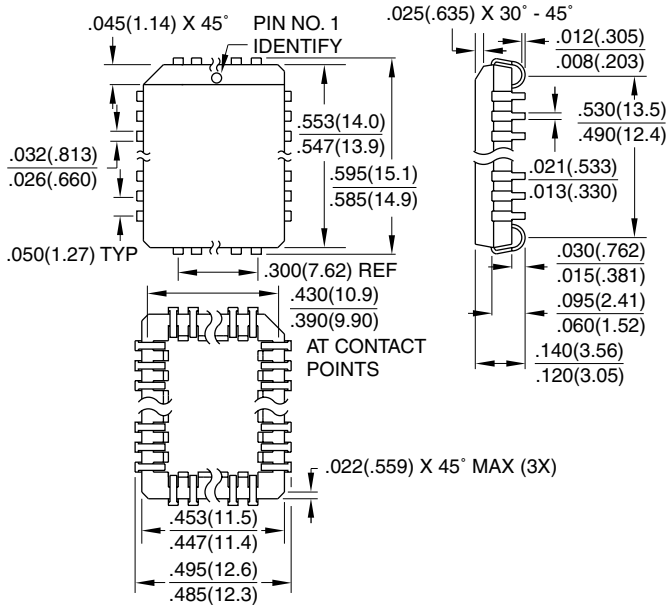 .045(1.14) X 45°
PIN NO. 1
IDENTIFY
.025(.635) X 30° - 45°
.012(.305)
.008(.203)
.553(14.0)
.547(13.9)
.530(13.5)
.490(12.4)
.032(.813)
.026(.660)
.595(15.1)
.585(14.9)
.021(.533)
.013(.330)
.050(1.27) TYP
.300(7.62) REF
.030(.762)
.015(.381)
.430(10.9)
.390(9.90)
AT CONTACT
POINTS
.095(2.41)
.060(1.52)
.140(3.56)
.120(3.05)
.022(.559) X 45° MAX (3X)
.453(11.5)
.447(11.4)
.495(12.6)
.485(12.3)